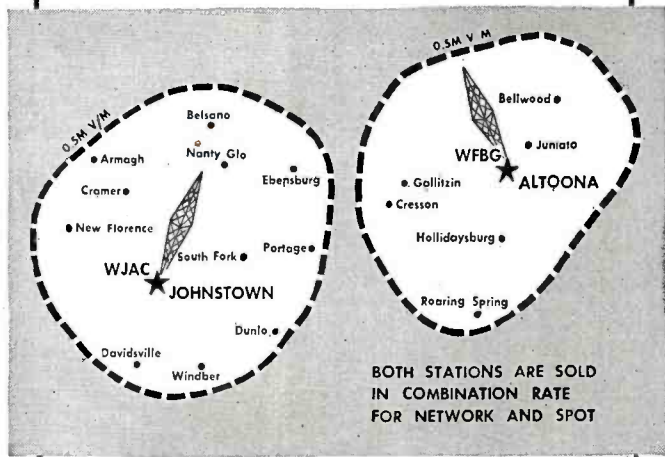 0.5M V/M
Belsano
Armagh
Nanty Glo
Cramer
Ebensburg
New Florence
South Fork
Portage
WJAC
JOHNSTOWN
Dunlo
Davidsville
Windber
0.5M V M
Bellwood
WFBG
Juniata
ALTOONA
Gallitzin
Cresson
Hollidaysburg
Roaring Spring
BOTH STATIONS ARE SOLD
IN COMBINATION RATE
FOR NETWORK AND SPOT